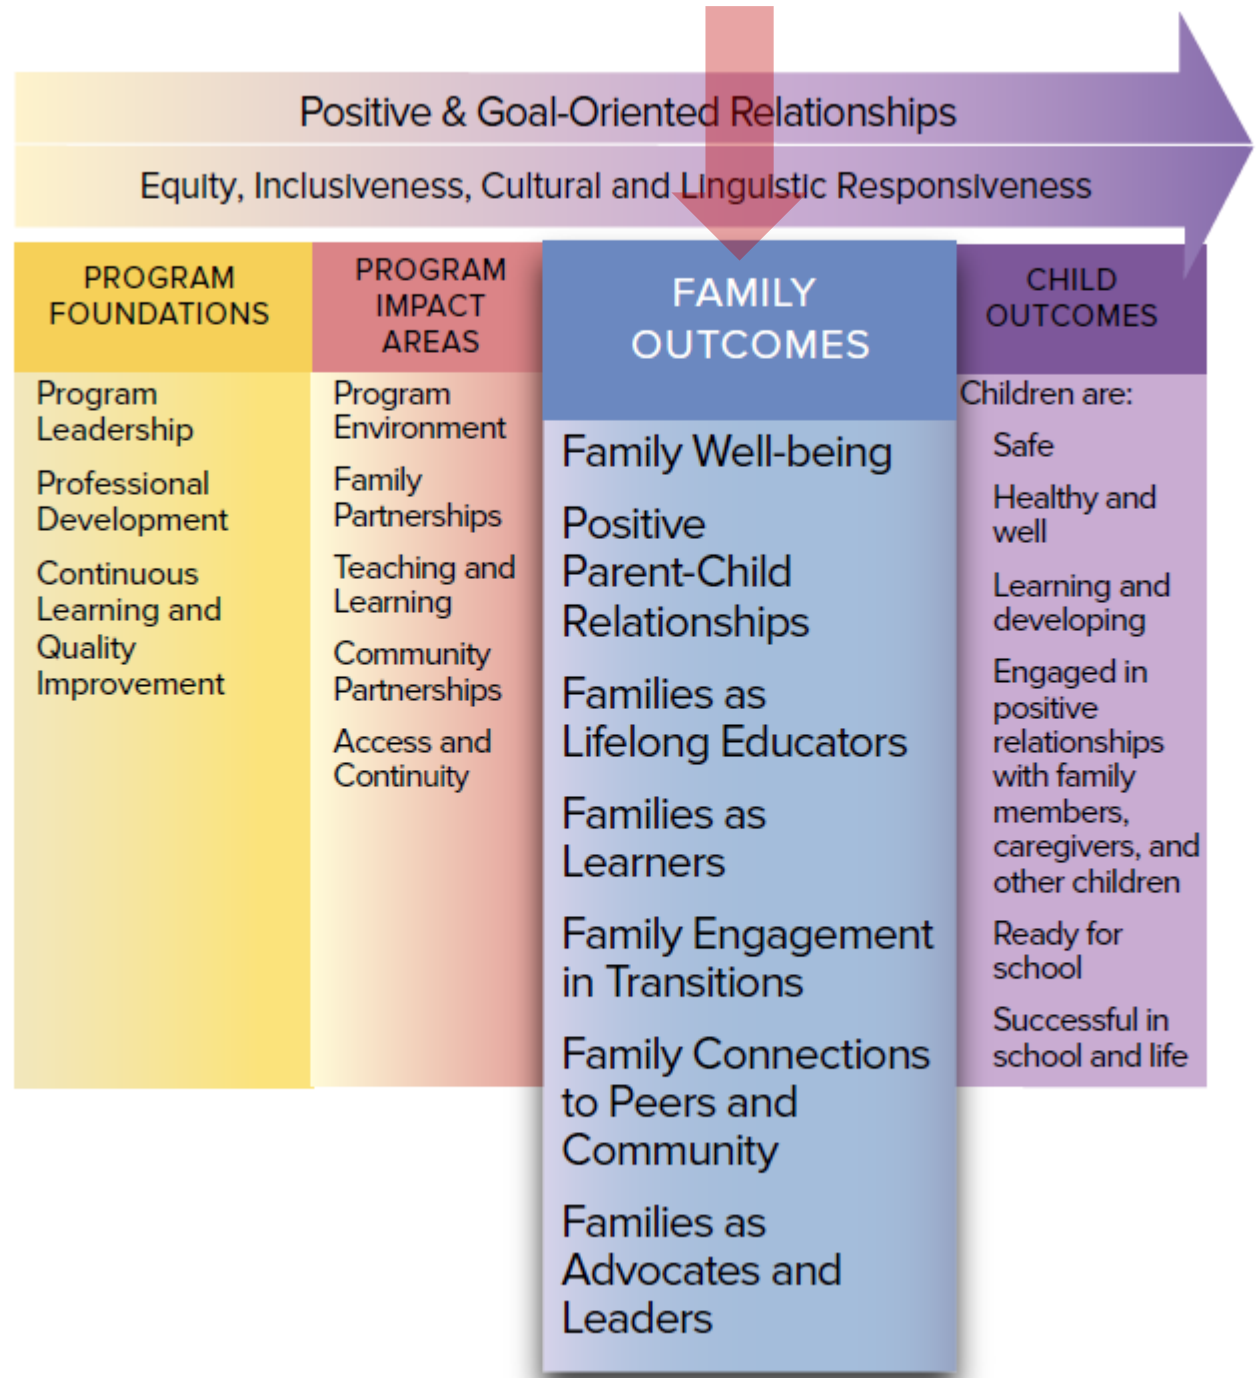 Positive & Goal-Oriented Relationships
Equity, Inclusiveness, Cultural and Linguistic Responsiveness
PROGRAM
FOUNDATIONS
Program
Leadership
Professional
Development
Continuous
Learning and
Quality
Improvement
PROGRAM
IMPACT
AREAS
Program
Environment
Family
Partnerships
Teaching and
Learning
Community
Partnerships
Access and
Continuity
FAMILY
OUTCOMES
Family Well-being
Positive
Parent-Child
Relationships
Families as
Lifelong Educators
Families as
Learners
Family Engagement
in Transitions
Family Connections
to Peers and
Community
Families as
Advocates and
Leaders
CHILD
OUTCOMES
Children are:
Safe
Healthy and
well
Learning and
developing
Engaged in
positive
relationships
with family
members,
caregivers, and
other children
Ready for
school
Successful in
school and life